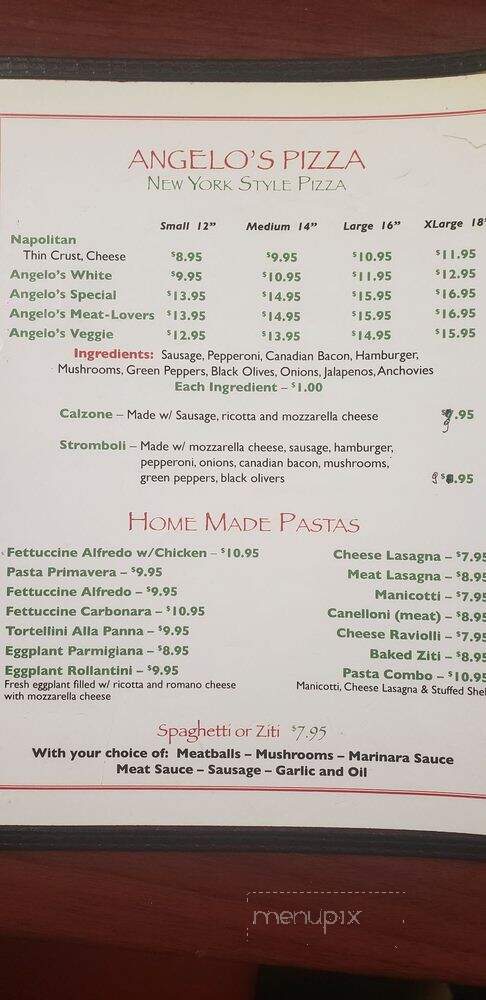 ANGELO'S PIZZA
NEW YORK STYLE PIZZA
Small 12" Medium 14" Large 16" XLarge 18"
Napolitan
Thin Crust, Cheese $8.95 $9.95 $10.95 $11.95
Angelo's White $9.95 $10.95 $11.95 $12.95
Angelo's Special $13.95 $14.95 $15.95 $16.95
Angelo's Meat-Lovers $13.95 $14.95 $15.95 $16.95
Angelo's Veggie $12.95 $13.95 $14.95 $15.95
Ingredients: Sausage, Pepperoni, Canadian Bacon, Hamburger,
Mushrooms, Green Peppers, Black Olives, Onions, Jalapenos, Anchovies
Each Ingredient – $1.00
Calzone – Made w/ Sausage, ricotta and mozzarella cheese .95
9
Stromboli – Made w/ mozzarella cheese, sausage, hamburger,
pepperoni, onions, canadian bacon, mushrooms,
green peppers, black olivers 9 $ .95
HOME MADE PASTAS
Fettuccine Alfredo w/Chicken – $10.95
Pasta Primavera – $9.95
Fettuccine Alfredo – $9.95
Fettuccine Carbonara – $10.95
Tortellini Alla Panna – $9.95
Eggplant Parmigiana – $8.95
Eggplant Rollantini – $9.95
Fresh eggplant filled w/ ricotta and romano cheese
with mozzarella cheese
Cheese Lasagna – $7.95
Meat Lasagna – $8.95
Manicotti – $7.95
Canelloni (meat) – $8.95
Cheese Raviolli – $7.95
Baked Ziti – $8.95
Pasta Combo – $10.95
Manicotti, Cheese Lasagna & Stuffed Shel
Spaghetti or Ziti $7.95
With your choice of: Meatballs – Mushrooms – Marinara Sauce
Meat Sauce – Sausage – Garlic and Oil
menupix